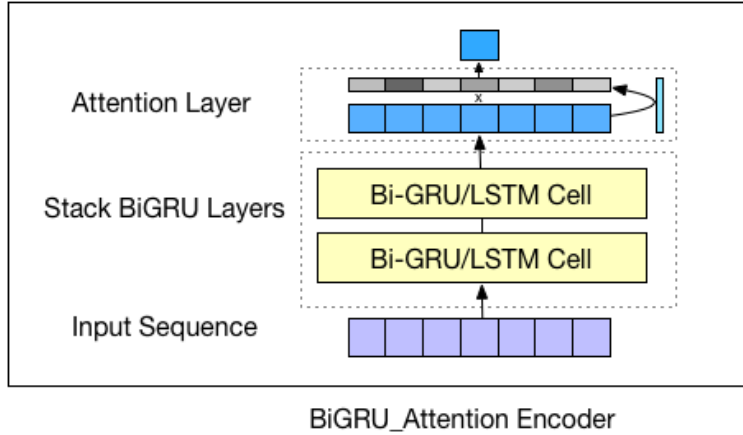 x
Attention Layer
Bi-GRU/LSTM Cell
Stack BiGRU Layers
Bi-GRU/LSTM Cell
Input Sequence
BiGRU_Attention Encoder